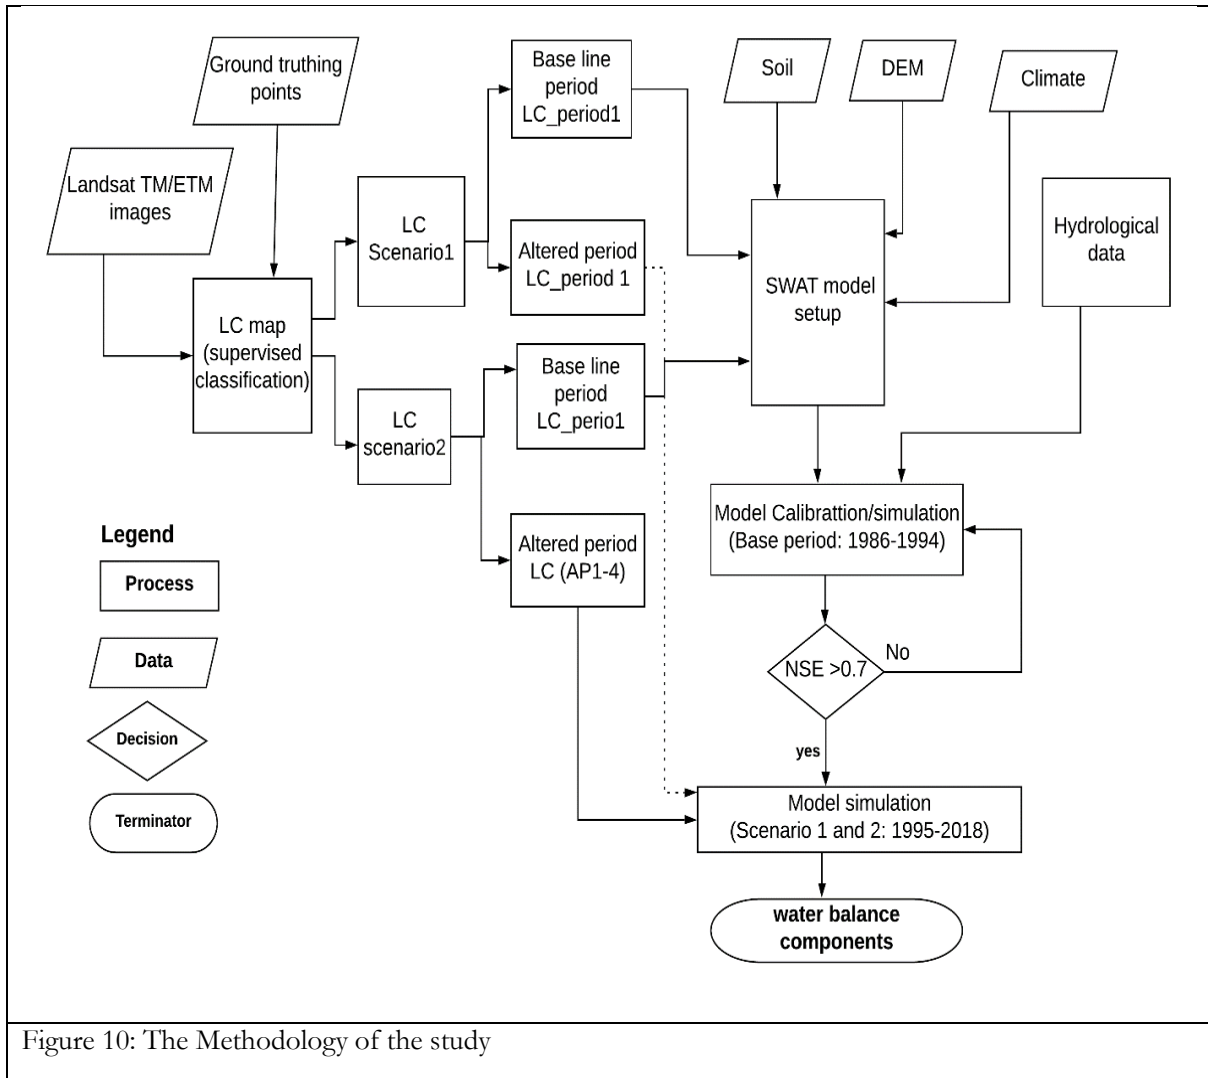 Ground truthing
points
Landsat TM/ETM
images
LC map
(supervised
classification)
LC
Scenario1
LC
scenario2
Base line
period
LC_period1
Altered period
LC_period 1
Base line
period
LC_perio1
Altered period
LC (AP1-4)
Soil
DEM
Climate
Hydrological
data
SWAT model
setup
Model Calibrattion/simulation
(Base period: 1986-1994)
NSE >0.7
No
yes
Model simulation
(Scenario 1 and 2: 1995-2018)
water balance
components
Legend
Process
Data
Decision
Terminator
Figure 10: The Methodology of the study